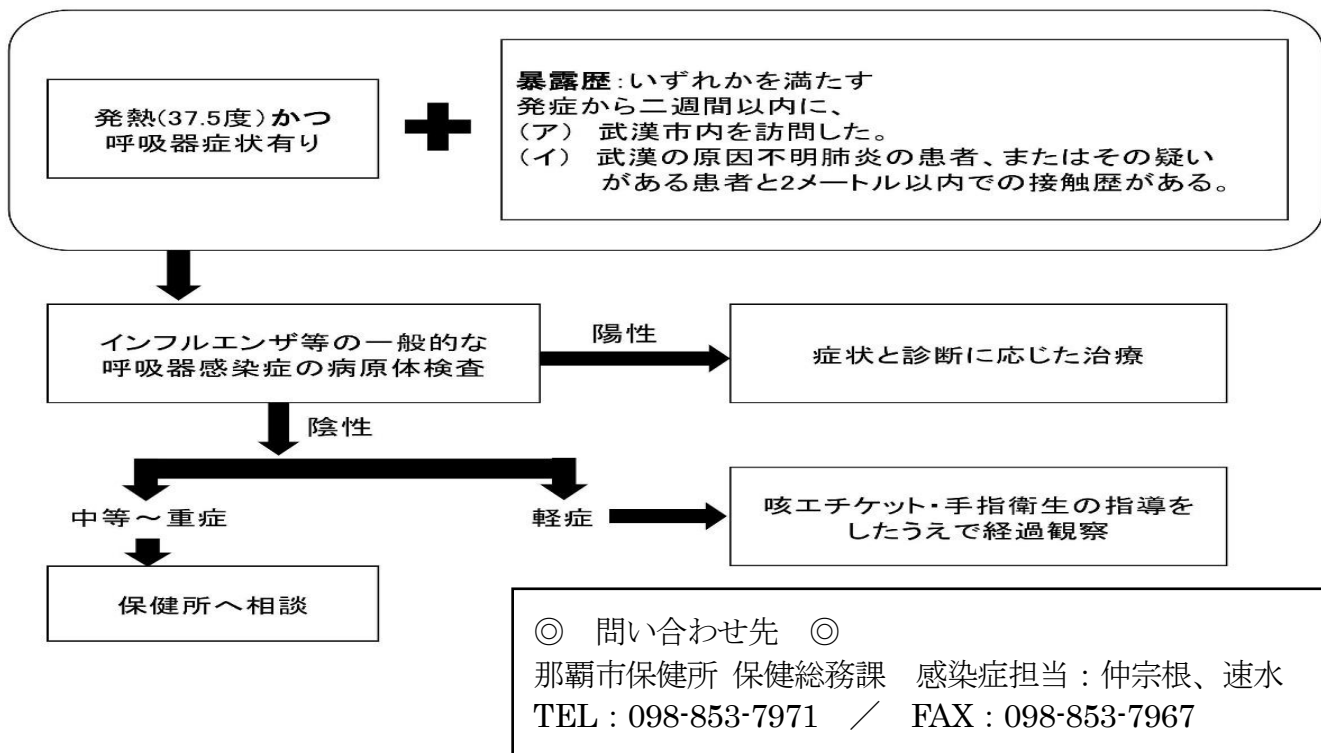 発熱(37.5度)かつ
呼吸器症状有り
暴露歴：いずれかを満たす
発症から二週間以内に、
（ア） 武漢市内を訪問した。
（イ） 武漢の原因不明肺炎の患者、またはその疑い
がある患者と2メートル以内での接触歴がある。
インフルエンザ等の一般的な
呼吸器感染症の病原体検査
陽性
症状と診断に応じた治療
陰性
中等～重症
軽症
咳エチケット・手指衛生の指導を
したうえで経過観察
保健所へ相談
◎ 問い合わせ先 ◎
那覇市保健所 保健総務課 感染症担当：仲宗根、速水
TEL：098-853-7971 ／ FAX：098-853-7967